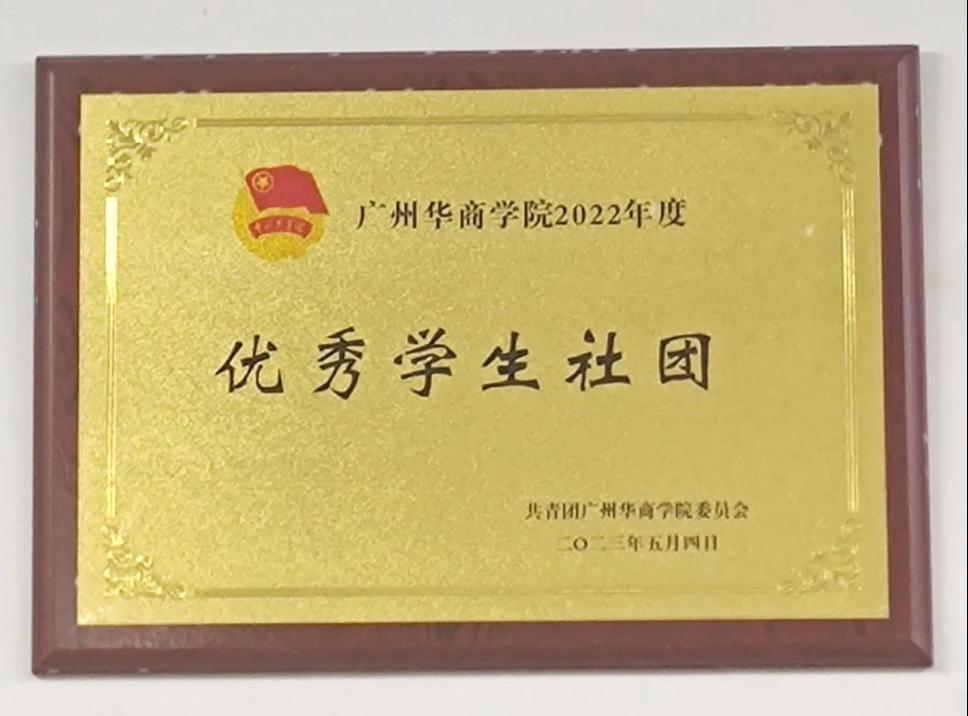 广州华商学院2022年度
优秀学生社团
共青团广州华商学院委员会
二〇二三年五月四日